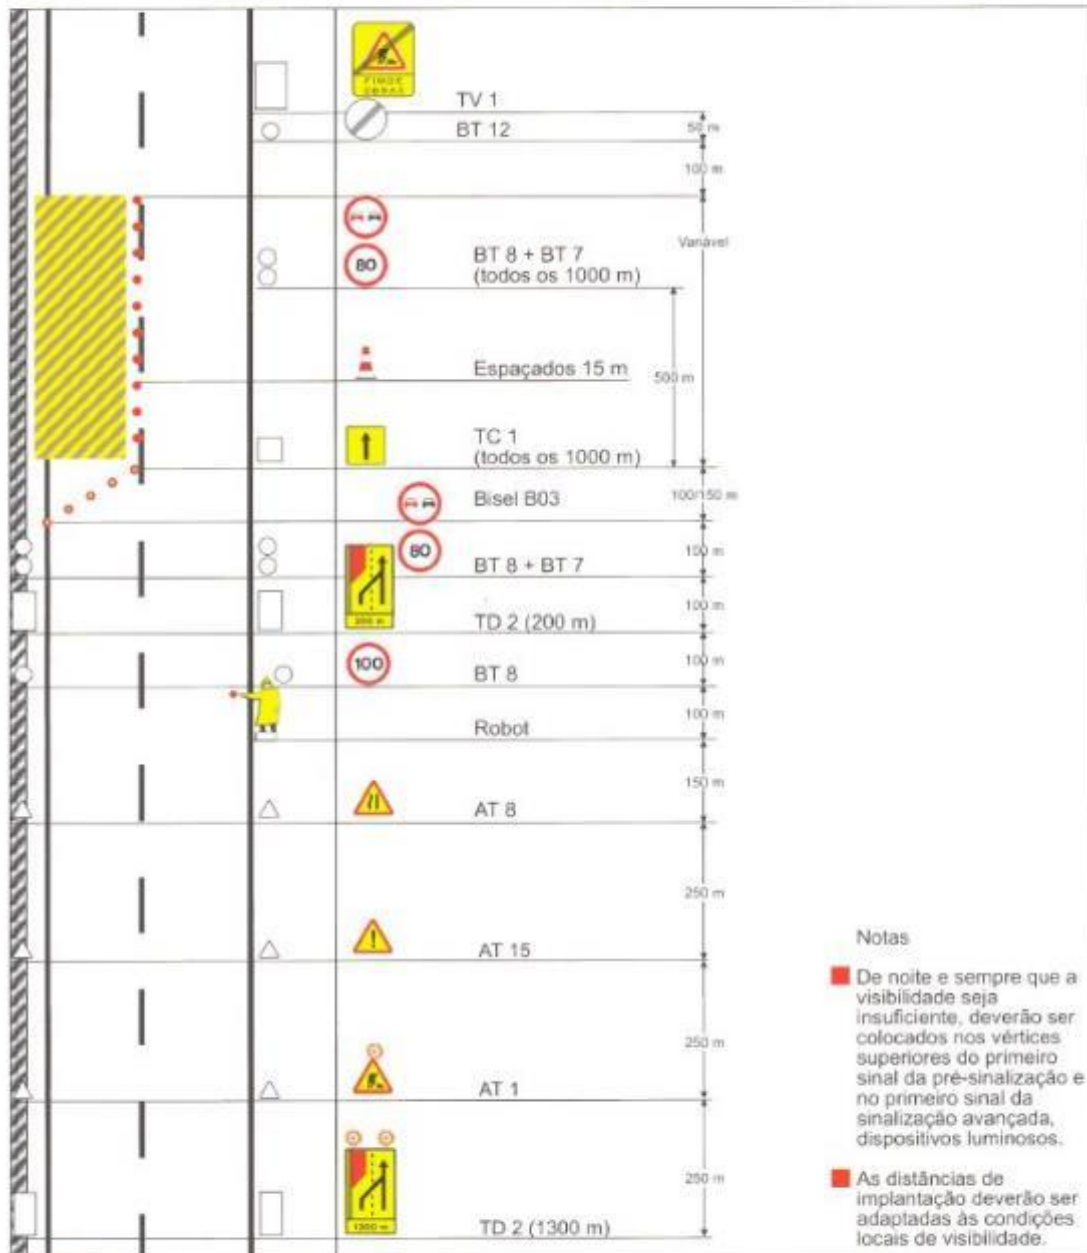 FIM DE
OBRAS
TV 1
BT 12
50 m
100 m
Variável
BT 8 + BT 7
(todos os 1000 m)
80
Espaçados 15 m
500 m
TC 1
(todos os 1000 m)
Bisel B03
100/150 m
80
100 m
BT 8 + BT 7
200 m
TD 2 (200 m)
100 m
100
BT 8
100 m
Robot
100 m
150 m
AT 8
250 m
AT 15
250 m
AT 1
250 m
1300 m
TD 2 (1300 m)
Notas
De noite e sempre que a
visibilidade seja
insuficiente, deverão ser
colocados nos vértices
superiores do primeiro
sinal da pré-sinalização e
no primeiro sinal da
sinalização avançada,
dispositivos luminosos.
As distâncias de
implantação deverão ser
adaptadas às condições
locais de visibilidade.